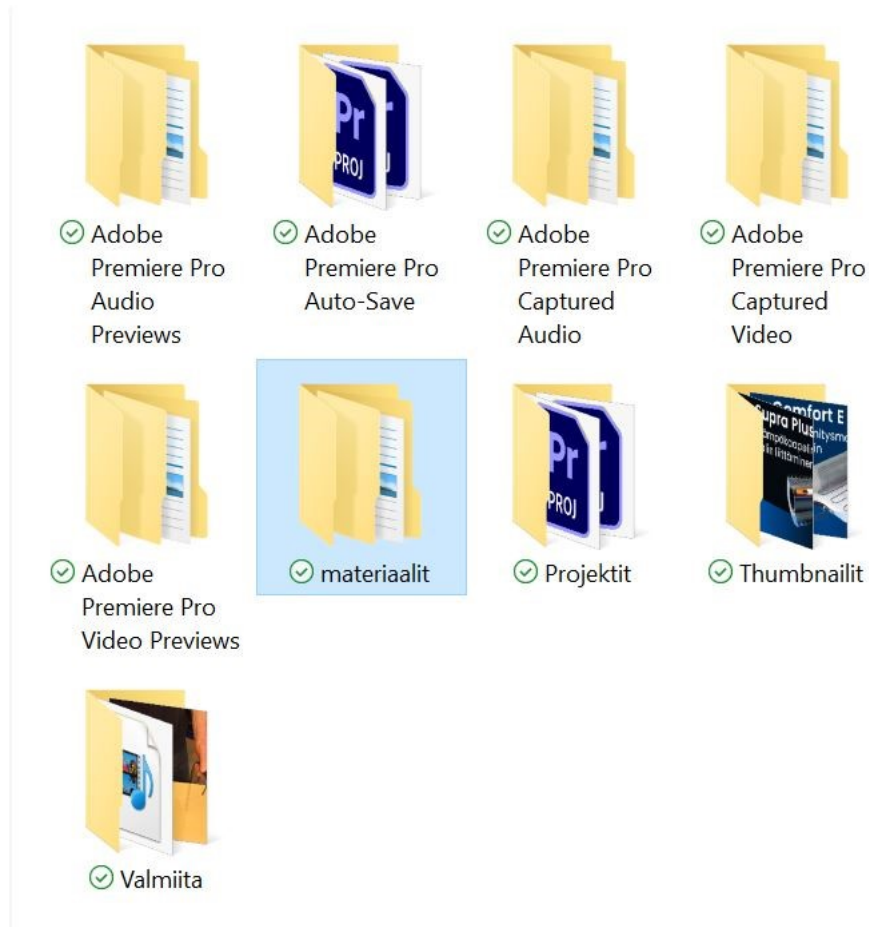 Pr
PROJ
Adobe
Premiere Pro
Audio
Previews
Adobe
Premiere Pro
Auto-Save
Adobe
Premiere Pro
Captured
Audio
Adobe
Premiere Pro
Captured
Video
Pr
PROJ
Comfort E
Supra Plus
Adobe
Premiere Pro
Video Previews
materiaalit
Projektit
Thumbnailit
Valmiita